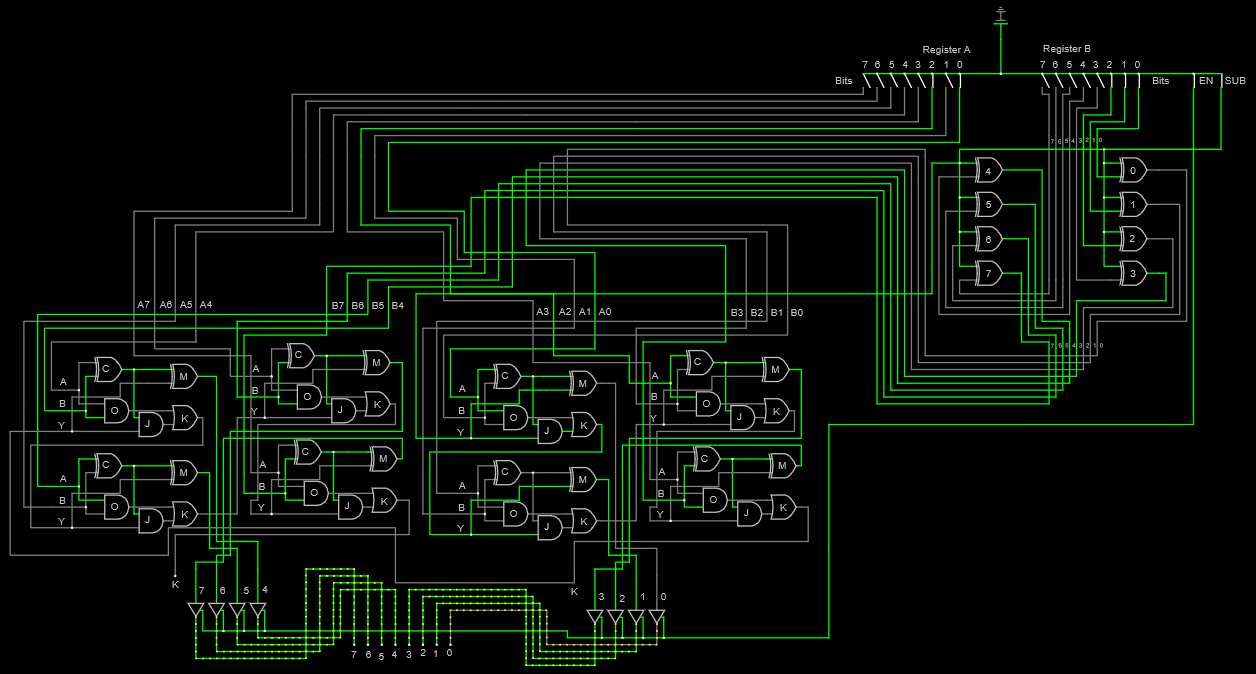 Register A
Register B
Bits 7 6 5 4 3 2 1 0
7 6 5 4 3 2 1 0 Bits EN SUB
7 6 5 4 3 2 1 0
4 0
5 1
6 2
7 3
A7 A6 A5 A4
B7 B6 B5 B4
A3 A2 A1 A0
B3 B2 B1 B0
7 6 5 4 3 2 1 0
C M
A
B O
Y J K
C M
A
B O
Y J K
C M
A
B O
Y J K
C M
A
B O
Y J K
C M
A
B O
Y J K
C M
A
B O
Y J K
C M
A
B O
Y J K
C M
A
B O
Y J K
K
K
7 6 5 4
3 2 1 0
7 6 5 4 3 2 1 0